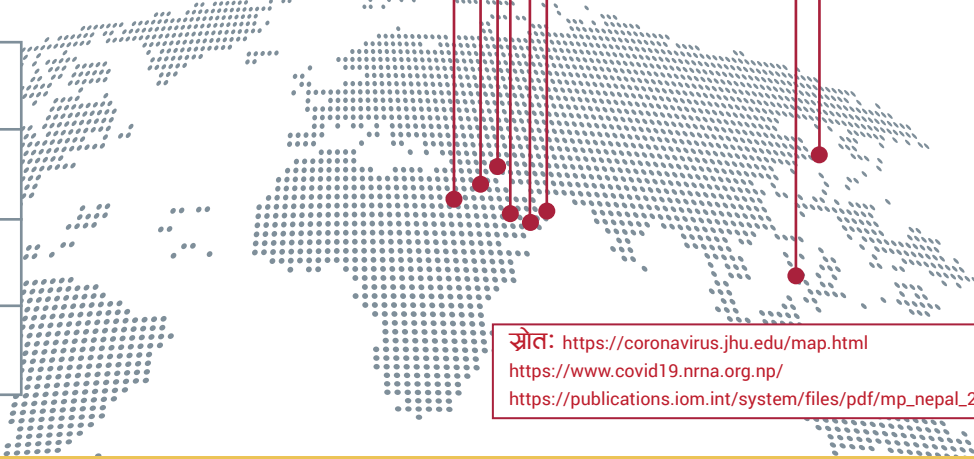 स्रोत: https://coronavirus.jhu.edu/map.html
https://www.covid19.nrna.org.np/
https://publications.iom.int/system/files/pdf/mp_nepal_2